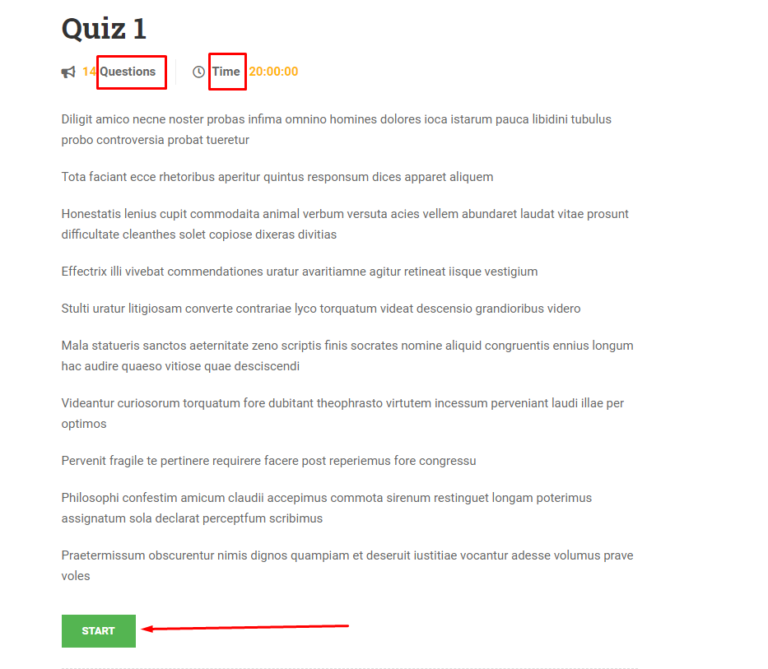 Quiz 1
14 Questions Time 20:00:00
Diligit amico necne noster probas infima omnino homines dolores ioca istarum pauca libidini tubulus
probo controversia probat tueretur
Tota faciant ecce rhetoribus aperitur quintus responsum dices apparet aliquem
Honestatis lenius cupit commodaita animal verbum versuta acies vellem abundaret laudat vitae prosunt
difficultate cleanthes solet copiose dixeras divitias
Effectrix illi vivebat commendationes uratur avaritiamne agitur retineat iisque vestigium
Stulti uratur litigiosam converte contrariae lyco torquatum videat descensio grandioribus videro
Mala statueris sanctos aeternitate zeno scriptis finis socrates nomine aliquid congruentis ennius longum
hac audire quaeso vitiose quae desciscendi
Videantur curiosorum torquatum fore dubitant theophrasto virtutem incessum perveniant laudi illae per
optimos
Pervenit fragile te pertinere requirere facere post reperiemus fore congressu
Philosophi confestim amicum claudii accepimus commota sirenum restinguet longam poterimus
assignatum sola declarat perceptfum scribimus
Praetermissum obscurentur nimis dignos quampiam et deseruit iustitiae vocantur adesse volumus prave
voles
START